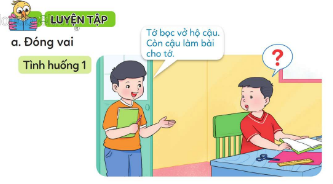 LUYỆN TẬP
a. Đóng vai
Tình huống 1
Tớ bọc vở hộ cậu.
Còn cậu làm bài
cho tớ.
?